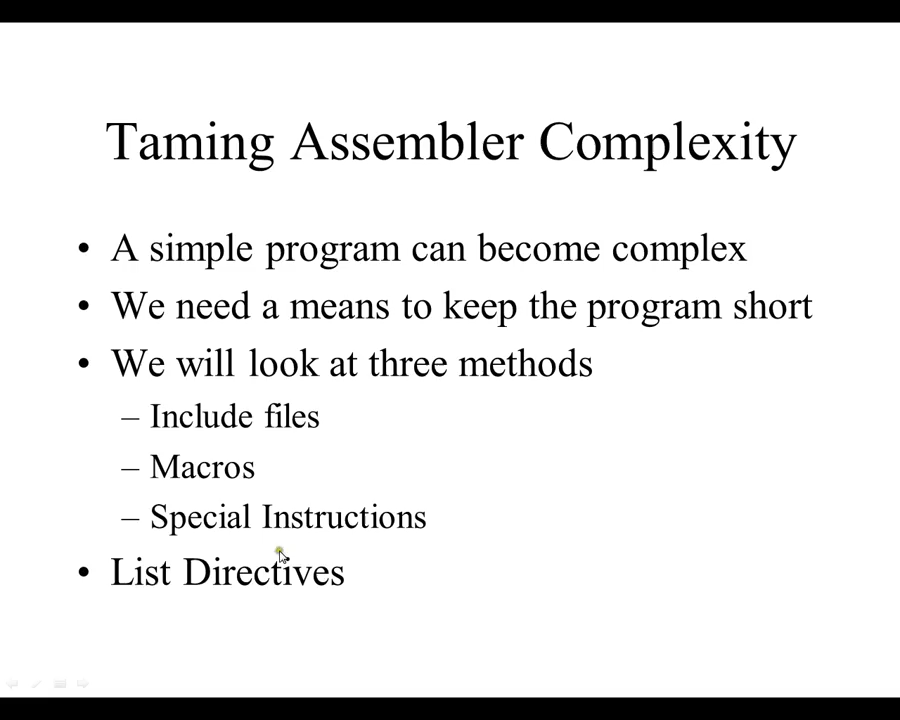 Taming Assembler Complexity
• A simple program can become complex
• We need a means to keep the program short
• We will look at three methods
– Include files
– Macros
– Special Instructions
• List Directives